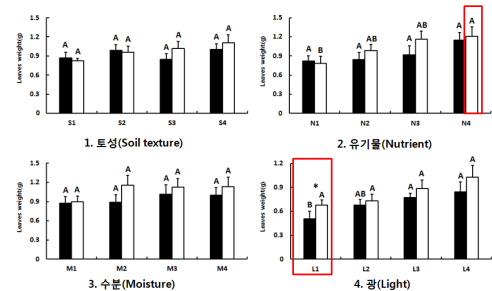 Leaves weight(g)
1.5
1.2
0.9
0.6
0.3
0
A A A A A A A A
S1 S2 S3 S4
1. 토성(Soil texture)
Leaves weight(g)
1.5
1.2
0.9
0.6
0.3
0
A B A AB A AB A A
N1 N2 N3 N4
2. 유기물(Nutrient)
Leaves weight(g)
1.5
1.2
0.9
0.6
0.3
0
A A A A A A A A
M1 M2 M3 M4
3. 수분(Moisture)
Leaves weight(g)
1.2
0.9
0.6
0.3
0
*
B A AB A A A A A
L1 L2 L3 L4
4. 광(Light)